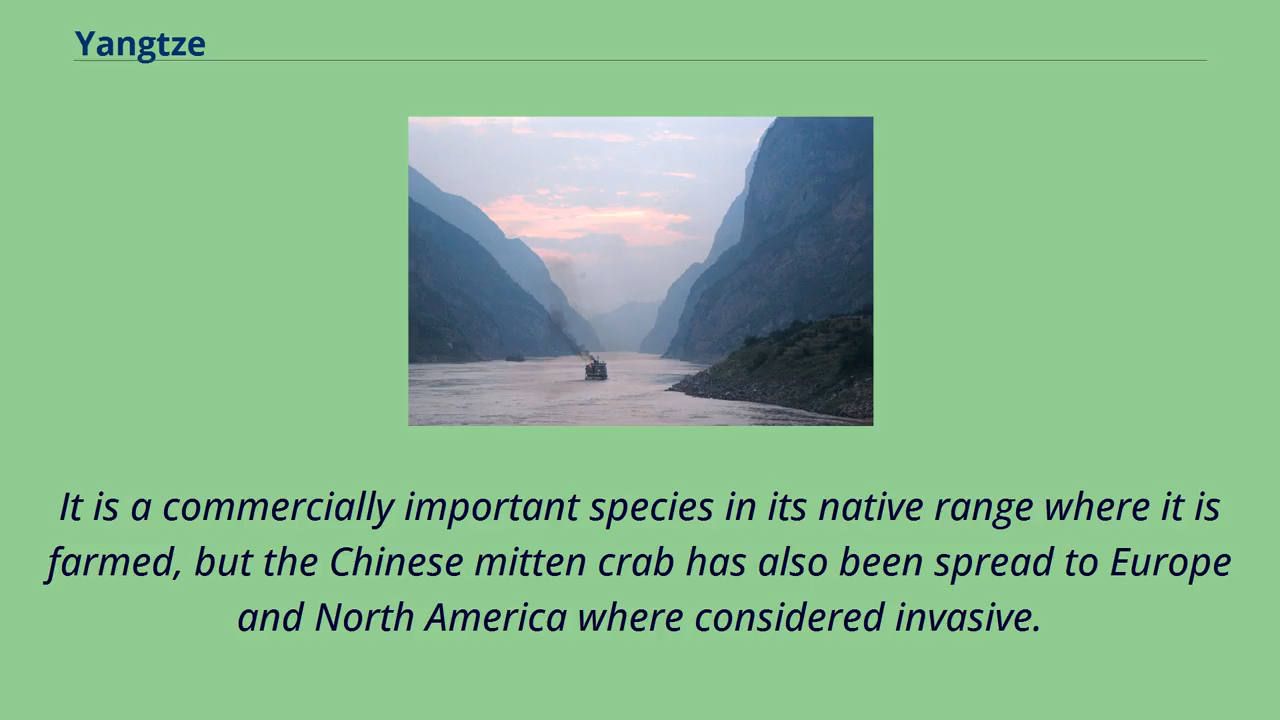 Yangtze
It is a commercially important species in its native range where it is
farmed, but the Chinese mitten crab has also been spread to Europe
and North America where considered invasive.